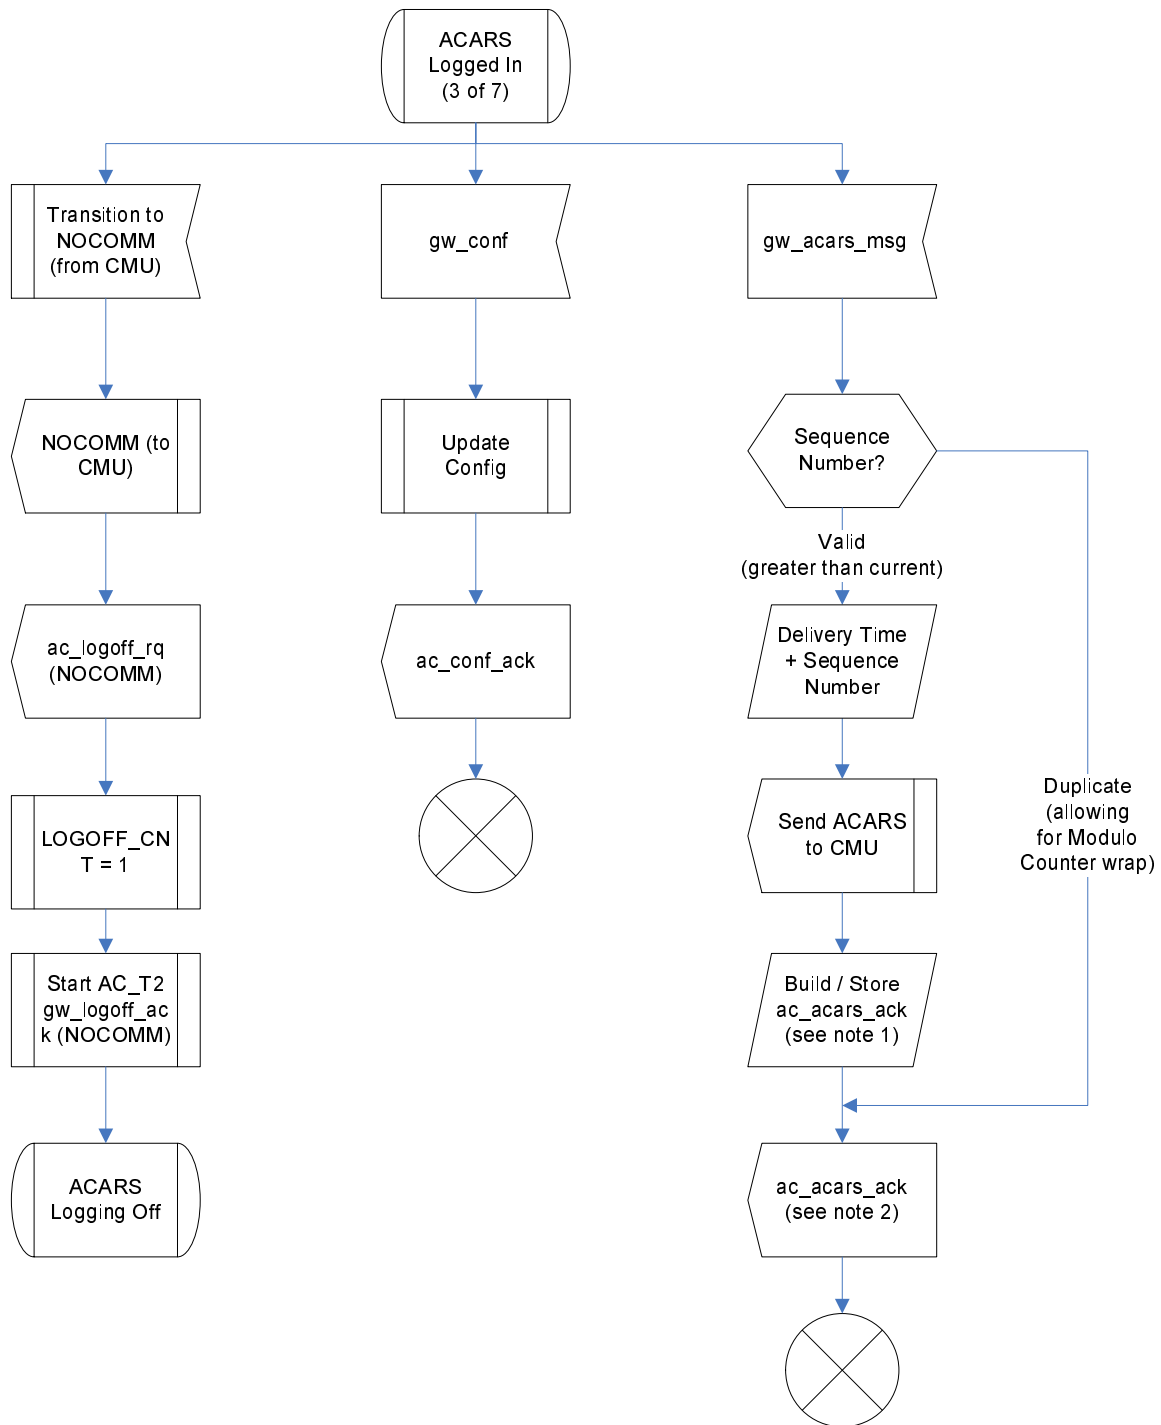 ACARS
Logged In
(3 of 7)
Transition to
NOCOMM
(from CMU)
gw_conf
gw_acars_msg
NOCOMM (to
CMU)
Update
Config
Sequence
Number?
Valid
(greater than current)
ac_logoff_rq
(NOCOMM)
ac_conf_ack
Delivery Time
+ Sequence
Number
LOGOFF_CN
T = 1
Send ACARS
to CMU
Duplicate
(allowing
for Modulo
Counter wrap)
Start AC_T2
gw_logoff_ac
k (NOCOMM)
Build / Store
ac_acars_ack
(see note 1)
ACARS
Logging Off
ac_acars_ack
(see note 2)